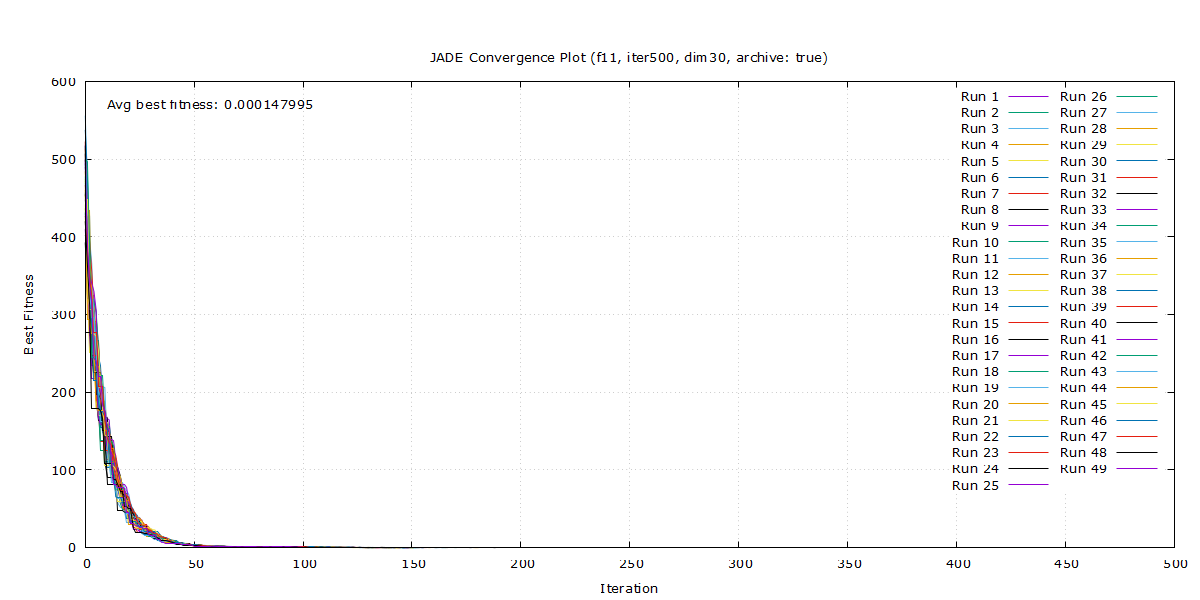 JADE Convergence Plot (f11, iter500, dim30, archive: true)
600
500
400
300
200
100
0
Best Fitness
Avg best fitness: 0.000147995
Run 1
Run 2
Run 3
Run 4
Run 5
Run 6
Run 7
Run 8
Run 9
Run 10
Run 11
Run 12
Run 13
Run 14
Run 15
Run 16
Run 17
Run 18
Run 19
Run 20
Run 21
Run 22
Run 23
Run 24
Run 25
Run 26
Run 27
Run 28
Run 29
Run 30
Run 31
Run 32
Run 33
Run 34
Run 35
Run 36
Run 37
Run 38
Run 39
Run 40
Run 41
Run 42
Run 43
Run 44
Run 45
Run 46
Run 47
Run 48
Run 49
0 50 100 150 200 250 300 350 400 450 500
Iteration